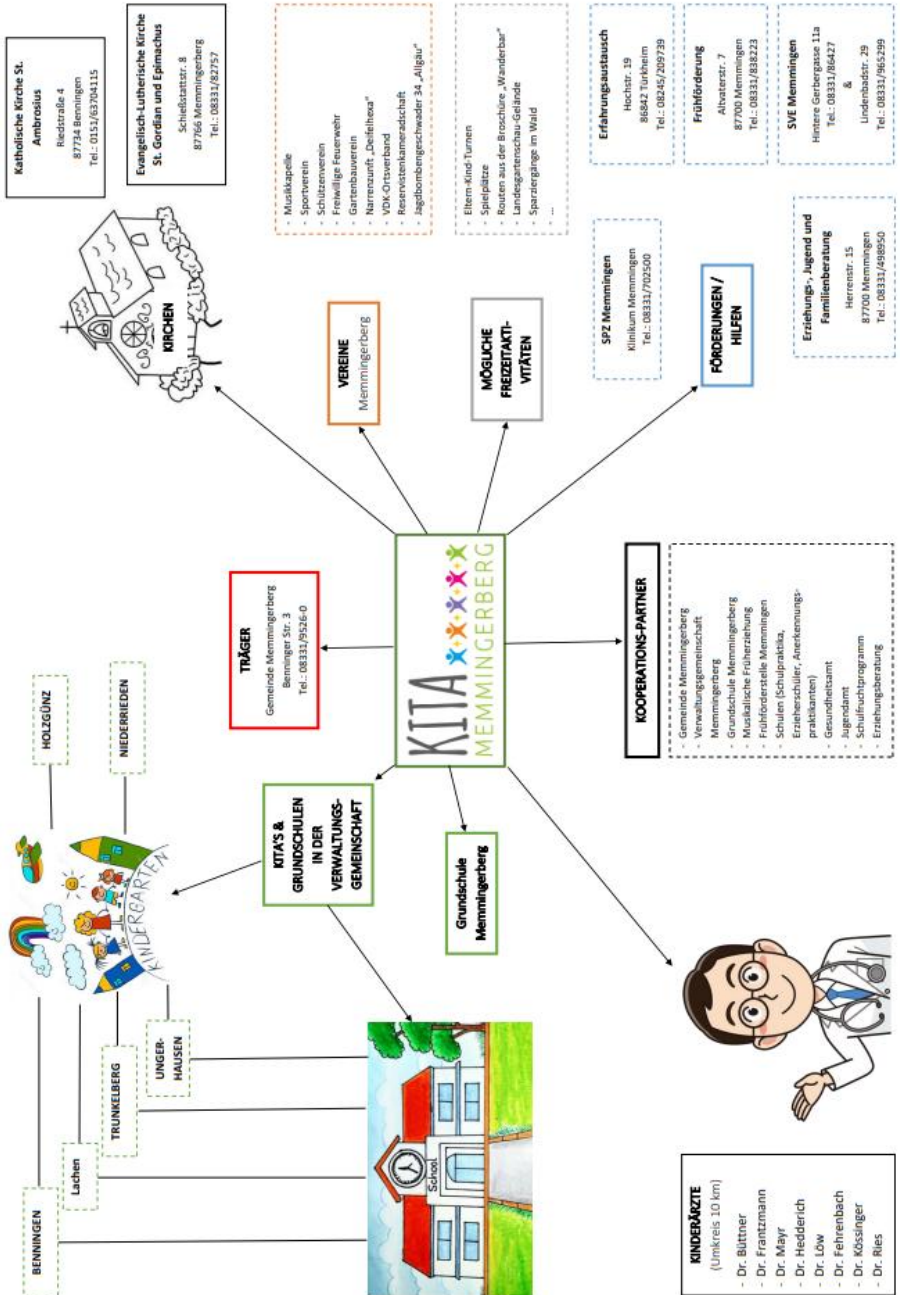 BENNINGEN
Lachen
TRUNKELBERG
UNGER-
HAUSEN
HOLZGÜNZ
NIEDERRIEDEN
KINDERGARTEN
School
KITA'S &
GRUNDSCHULEN
IN DER
VERWALTUNGS-
GEMEINSCHAFT
Grundschule
Memmingerberg
TRÄGER
Gemeinde Memmingerberg
Benninger Str. 3
Tel.: 08331/9526-0
KITA
MEMMINGERBERG
KIRCHEN
Katholische Kirche St.
Ambrosius
Riedstraße 4
87734 Benningen
Tel.: 0151/63704115
Evangelisch-Lutherische Kirche
St. Gordian und Epimachus
Schießstattstr. 8
87766 Memmingerberg
Tel.: 08331/82757
VEREINE
Memmingerberg
- Musikkapelle
- Sportverein
- Schützenverein
- Freiwillige Feuerwehr
- Gartenbauverein
- Narrenzunft „Deifelhexa“
- VDK-Ortsverband
- Reservistenkameradschaft
- Jagdbombengeschwader 34 „Allgäu“
MÖGLICHE
FREIZEITAKTI-
VITÄTEN
- Eltern-Kind-Turnen
- Spielplätze
- Routen aus der Broschüre „Wanderbar“
- Landesgartenschau-Gelände
- Sparziergänge im Wald
- ...
FÖRDERUNGEN /
HILFEN
SPZ Memmingen
Klinikum Memmingen
Tel.: 08331/702500
Erfahrungsaustausch
Hochstr. 19
86842 Türkheim
Tel.: 08245/209739
Frühförderung
Altvaterstr. 7
87700 Memmingen
Tel.: 08331/838223
SVE Memmingen
Hintere Gerbergasse 11a
Tel.: 08331/86427
&
Lindenbadstr. 29
Tel.: 08331/965299
Erziehungs-, Jugend und
Familienberatung
Herrenstr. 15
87700 Memmingen
Tel.: 08331/498950
KOOPERATIONS-PARTNER
- Gemeinde Memmingerberg
- Verwaltungsgemeinschaft
Memmingerberg
- Grundschule Memmingerberg
- Musikalische Früherziehung
- Frühförderstelle Memmingen
- Schulen (Schulpraktika,
Erzieherschüler, Anerkennungs-
praktikanten)
- Gesundheitsamt
- Jugendamt
- Schulfruchtprogramm
- Erziehungsberatung
KINDERÄRZTE
(Umkreis 10 km)
- Dr. Büttner
- Dr. Frantzmann
- Dr. Mayr
- Dr. Hedderich
- Dr. Löw
- Dr. Fehrenbach
- Dr. Kössinger
- Dr. Ries